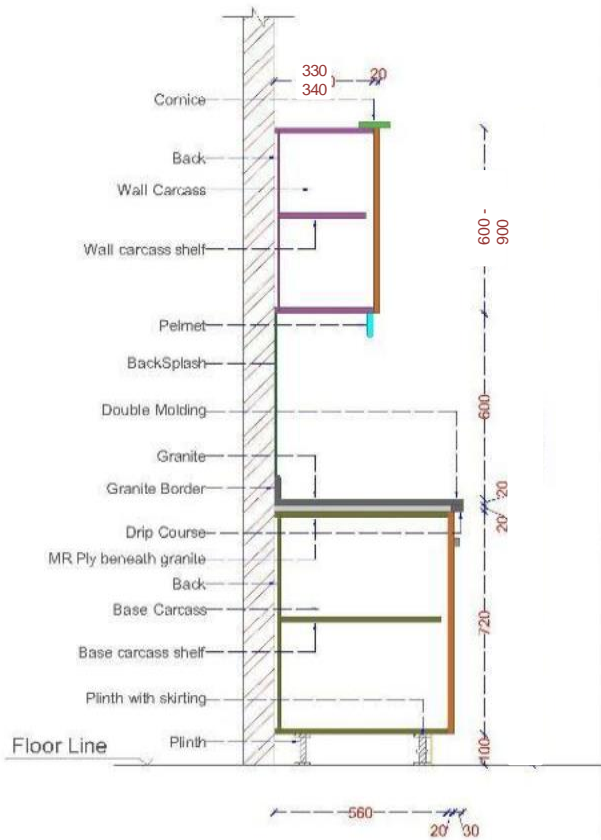 330
20
340
Cornice
Back
Wall Carcass
600 -
900
Wall carcass shelf
Pelmet
BackSplash
Double Molding
600
Granite
Granite Border
20
20
Drip Course
MR Ply beneath granite
Back
Base Carcass
720
Base carcass shelf
Plinth with skirting
Floor Line
Plinth
100
560
20
30